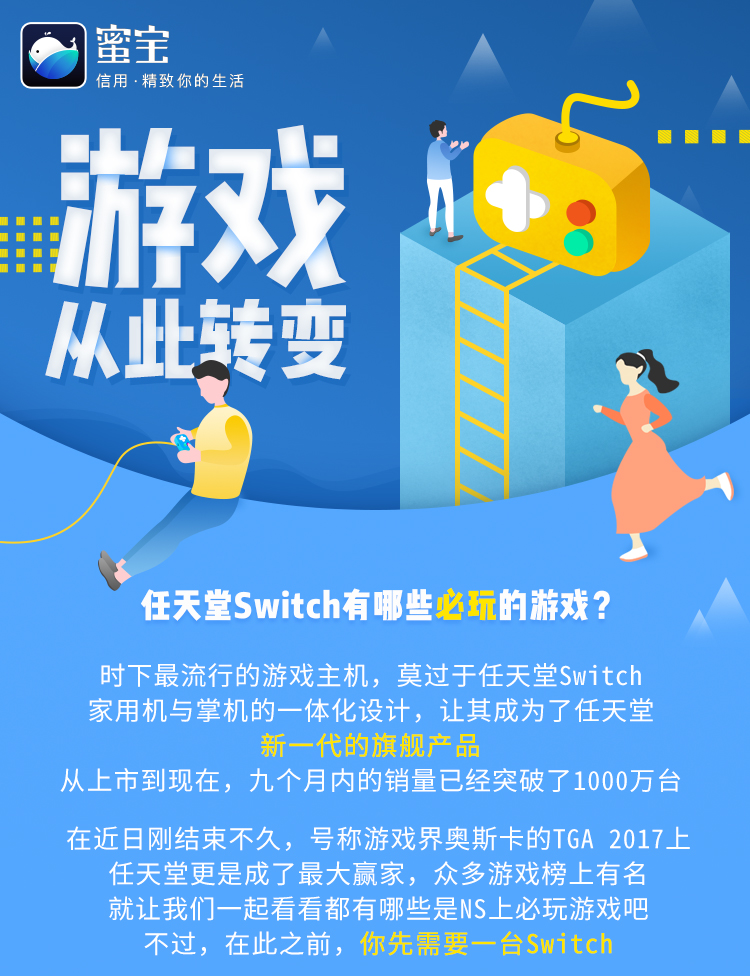 蜜宝
信用·精致你的生活
游戏
从此转变
任天堂Switch有哪些必玩的游戏？
时下最流行的游戏主机，莫过于任天堂Switch
家用机与掌机的一体化设计，让其成为了任天堂
新一代的旗舰产品
从上市到现在，九个月内的销量已经突破了1000万台
在近日刚结束不久，号称游戏界奥斯卡的TGA 2017上
任天堂更是成了最大赢家，众多游戏榜上有名
就让我们一起看看都有哪些是NS上必玩游戏吧
不过，在此之前，你先需要一台Switch